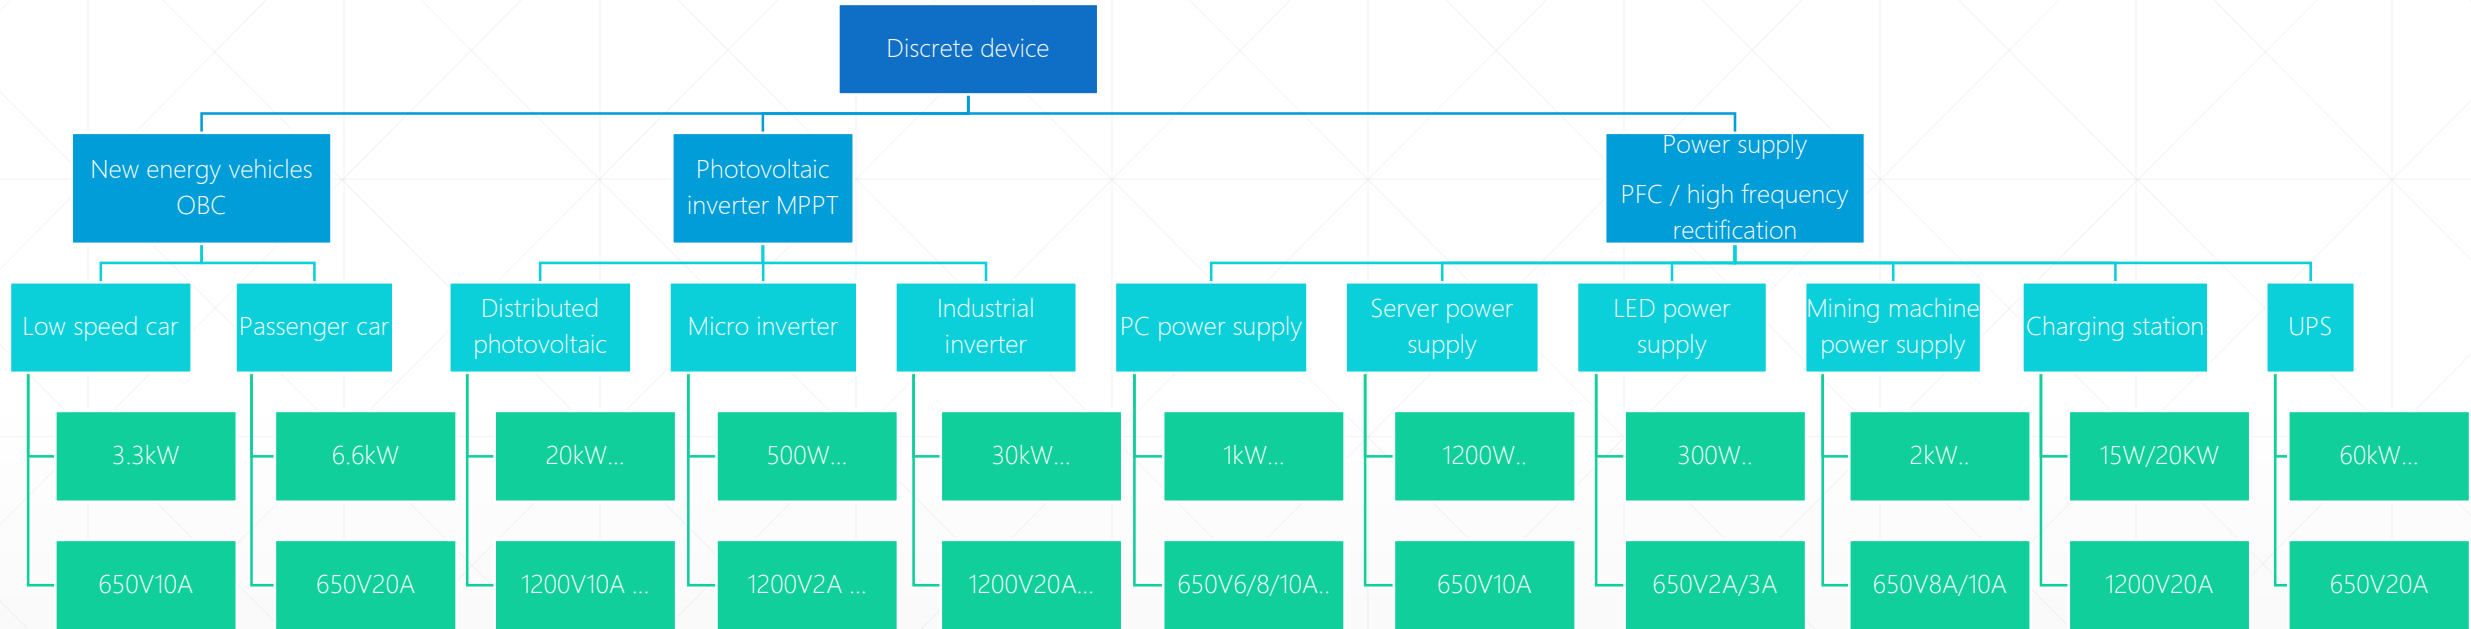 Discrete device
New energy vehicles
OBC
Photovoltaic
inverter MPPT
Power supply
PFC / high frequency
rectification
Low speed car
Passenger car
Distributed
photovoltaic
Micro inverter
Industrial
inverter
PC power supply
Server power
supply
LED power
supply
Mining machine
power supply
Charging station
UPS
3.3kW
6.6kW
20kW...
500W...
30kW...
1kW...
1200W..
300W..
2kW..
15W/20KW
60kW...
650V10A
650V20A
1200V10A ...
1200V2A ...
1200V20A...
650V6/8/10A..
650V10A
650V2A/3A
650V8A/10A
1200V20A
650V20A